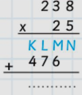 238
x 25
KLMN
+ 476
............